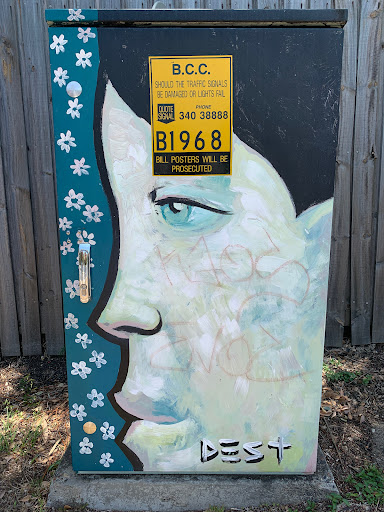 B.C.C.
SHOULD THE TRAFFIC SIGNALS
BE DAMAGED OR LIGHTS FAIL
QUOTE
SIGNAL
PHONE
340 38888
B1968
BILL POSTERS WILL BE
PROSECUTED
DEST